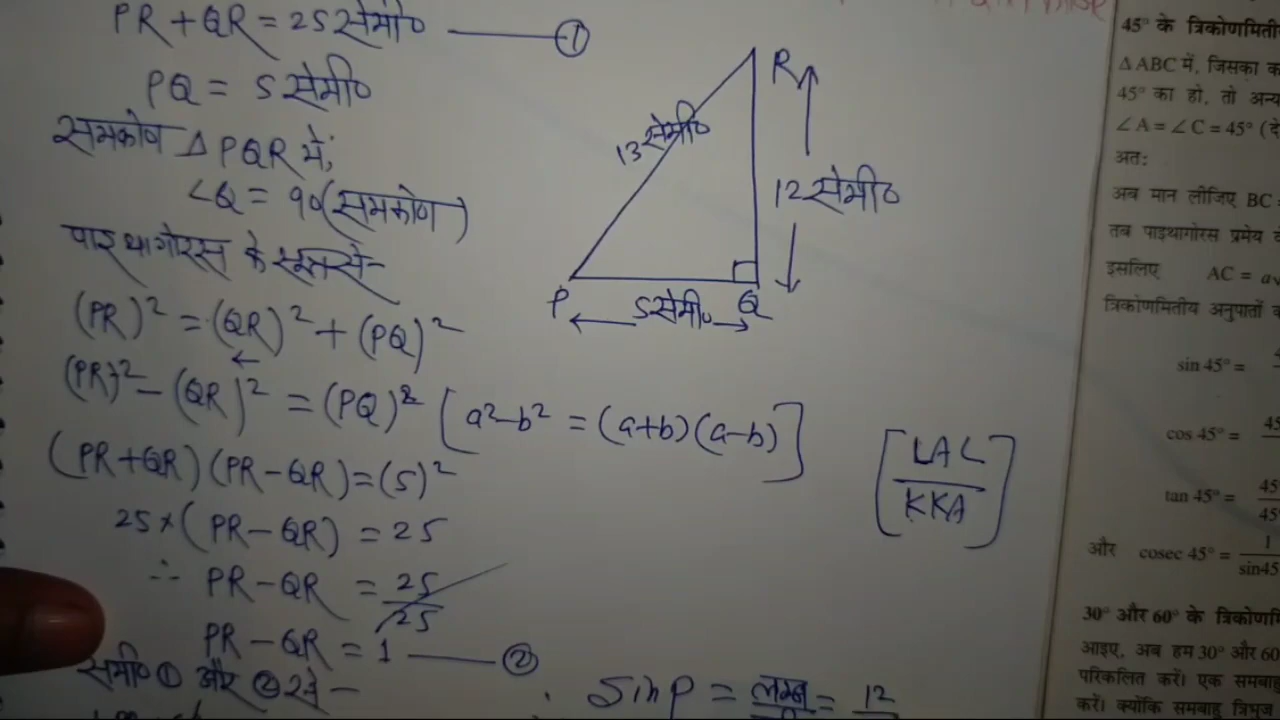 PR + QR = 25 सेमी० ——— ①
PQ = 5 सेमी०
समकोण △ PQR में,
∠Q = 90 (समकोण)
पाइथागोरस के सूत्र से -
(PR)² = (QR)² + (PQ)²
(PR)² - (QR)² = (PQ)² [a²-b² = (a+b)(a-b)]
(PR+QR) (PR-QR) = (5)²
25 × (PR - QR) = 25
∴ PR - QR = 25/25
PR - QR = 1 ——— ②
समी० ① और ② से -
Sin P = लम्ब = 12
R
13 सेमी०
12 सेमी०
P
5 सेमी०
Q
[LAL/KKA]
45° के त्रिकोणमितीय
△ ABC में, जिसका
45° का हो, तो अन्य
∠A = ∠C = 45°
अतः
अब मान लीजिए BC
तब पाइथागोरस प्रमेय
इसलिए AC = a
त्रिकोणमितीय अनुपातों
sin 45° =
cos 45° =
tan 45° = 45/45
और cosec 45° = 1/sin45
30° और 60° के
आइए, अब हम 30° और 60
परिकलित करें। एक
करें। क्योंकि समबाहु त्रिभुज